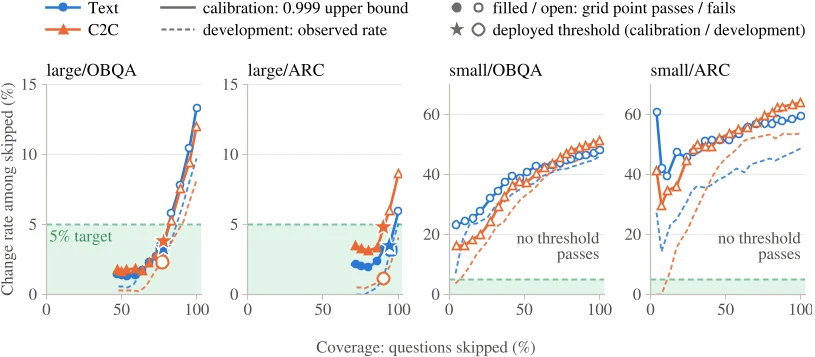 Text
calibration: 0.999 upper bound
filled / open: grid point passes / fails
C2C
development: observed rate
deployed threshold (calibration / development)
large/OBQA
large/ARC
small/OBQA
small/ARC
Change rate among skipped (%)
15
10
5
0
5% target
0
50
100
15
10
5
0
0
50
100
60
40
20
0
no threshold
passes
0
50
100
60
40
20
0
no threshold
passes
0
50
100
Coverage: questions skipped (%)